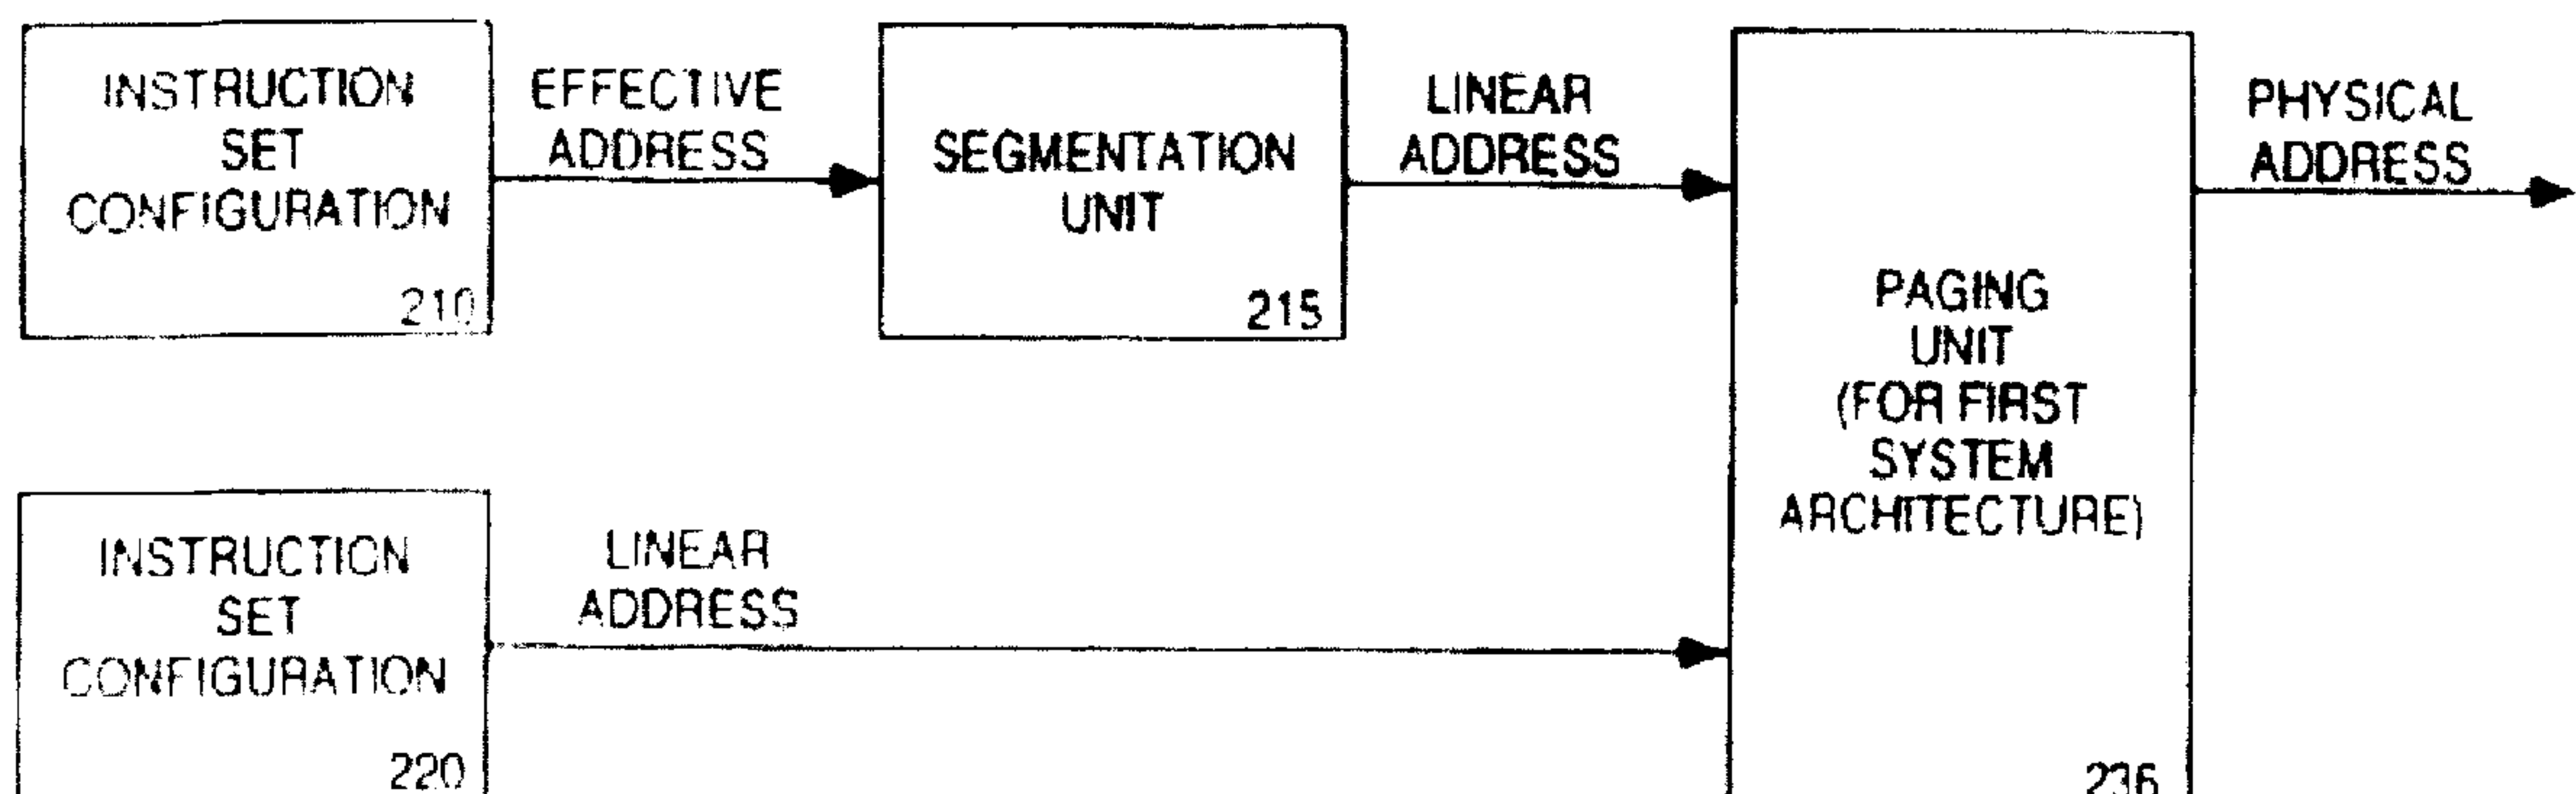 INSTRUCTION
SET
CONFIGURATION
210
EFFECTIVE
ADDRESS
SEGMENTATION
UNIT
215
LINEAR
ADDRESS
PAGING
UNIT
(FOR FIRST
SYSTEM
ARCHITECTURE)
236
PHYSICAL
ADDRESS
INSTRUCTION
SET
CONFIGURATION
220
LINEAR
ADDRESS